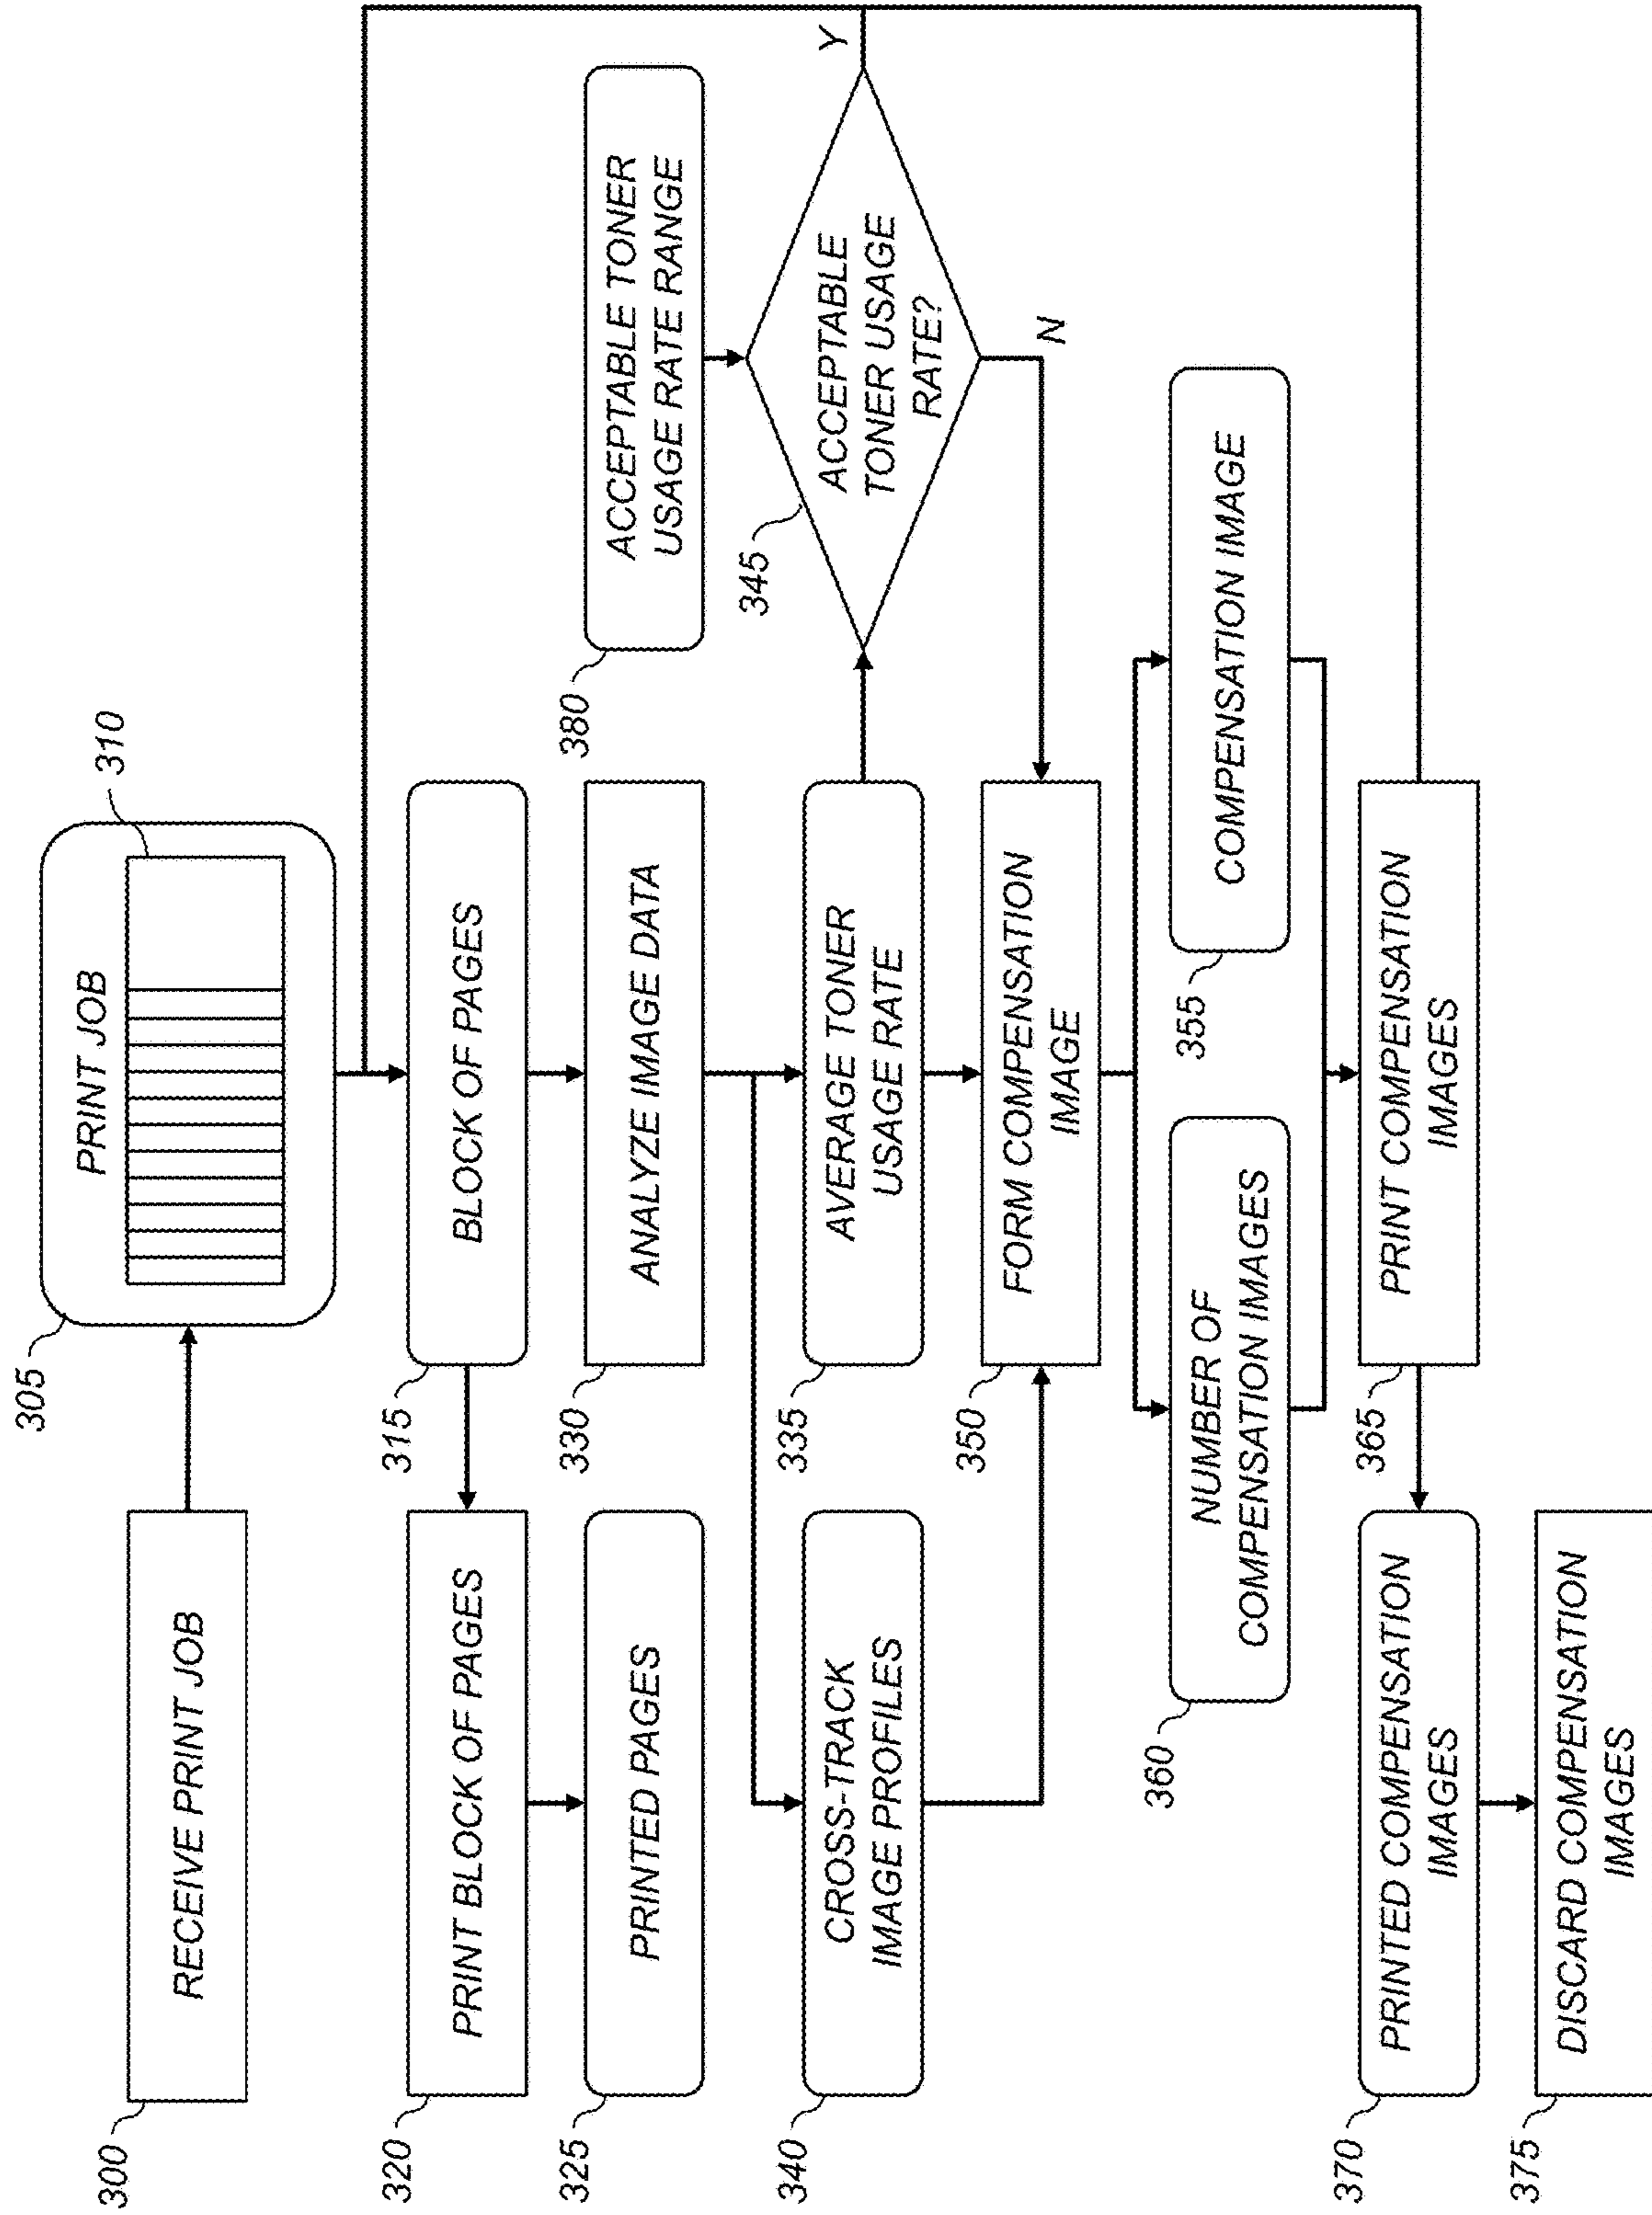 300
RECEIVE PRINT JOB
305
PRINT JOB
310
315
BLOCK OF PAGES
320
PRINT BLOCK OF PAGES
325
PRINTED PAGES
330
ANALYZE IMAGE DATA
380
ACCEPTABLE TONER
USAGE RATE RANGE
340
CROSS-TRACK
IMAGE PROFILES
335
AVERAGE TONER
USAGE RATE
345
ACCEPTABLE
TONER USAGE
RATE?
Y
N
350
FORM COMPENSATION
IMAGE
360
NUMBER OF
COMPENSATION IMAGES
355
COMPENSATION IMAGE
365
PRINT COMPENSATION
IMAGES
370
PRINTED COMPENSATION
IMAGES
375
DISCARD COMPENSATION
IMAGES